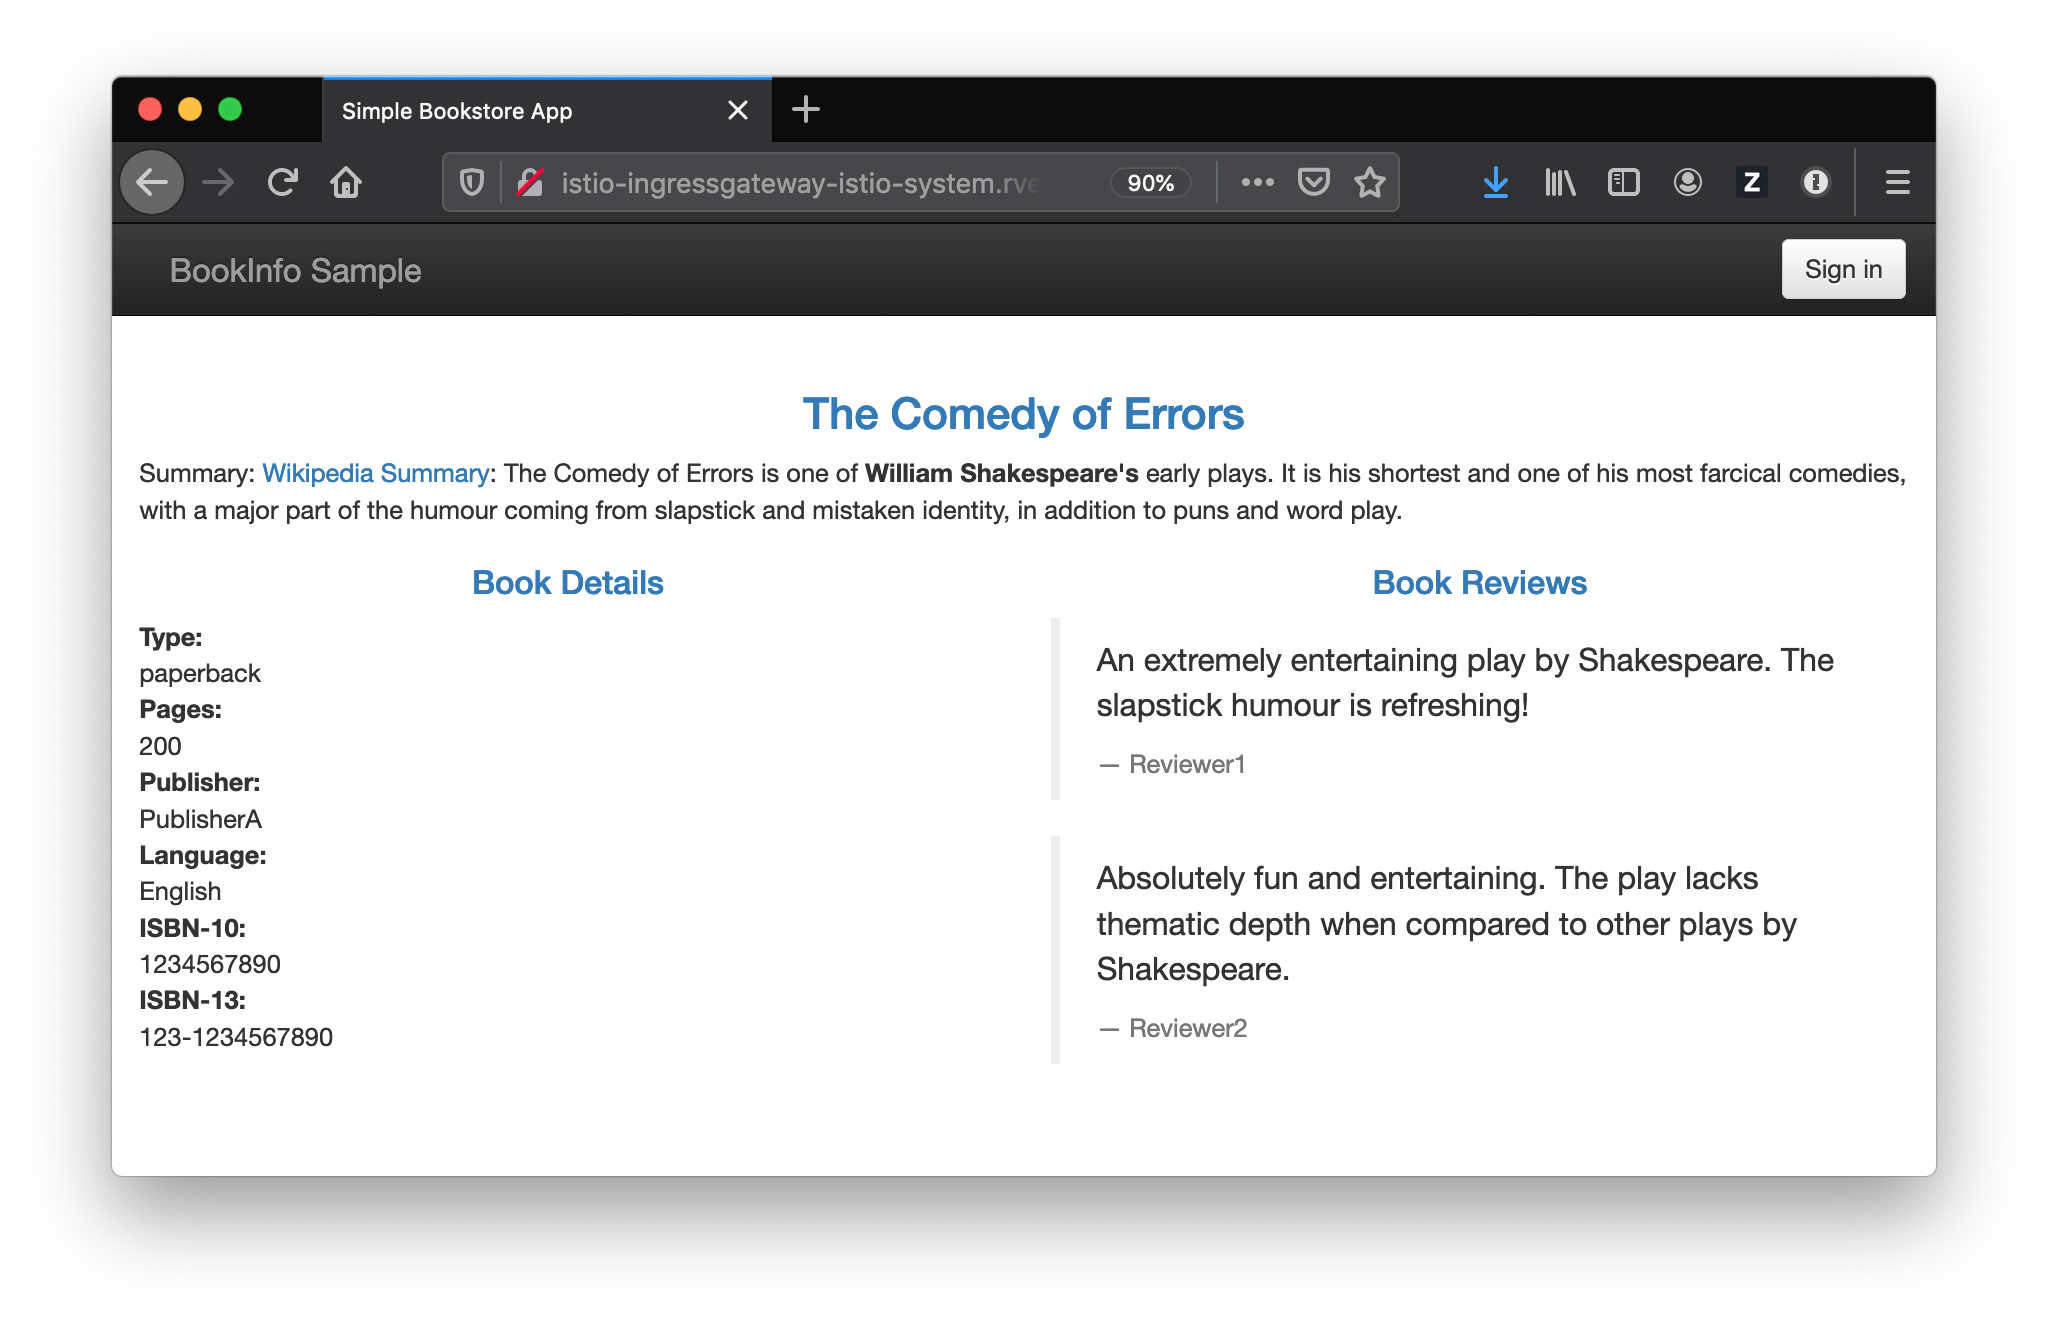 Simple Bookstore App
istio-ingressgateway-istio-system.rve
90%
BookInfo Sample
Sign in
The Comedy of Errors
Summary: Wikipedia Summary: The Comedy of Errors is one of William Shakespeare's early plays. It is his shortest and one of his most farcical comedies,
with a major part of the humour coming from slapstick and mistaken identity, in addition to puns and word play.
Book Details
Type:
paperback
Pages:
200
Publisher:
PublisherA
Language:
English
ISBN-10:
1234567890
ISBN-13:
123-1234567890
Book Reviews
An extremely entertaining play by Shakespeare. The
slapstick humour is refreshing!
— Reviewer1
Absolutely fun and entertaining. The play lacks
thematic depth when compared to other plays by
Shakespeare.
— Reviewer2